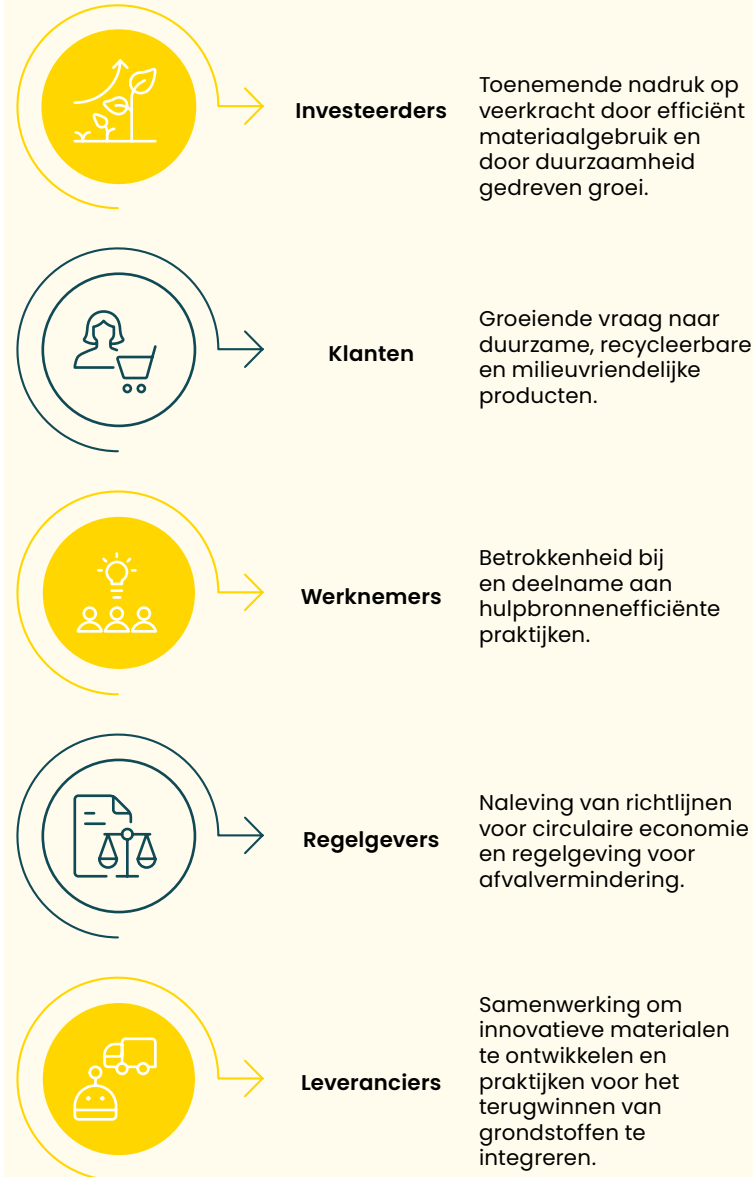 Investeerders
Toenemende nadruk op
veerkracht door efficiënt
materiaalgebruik en
door duurzaamheid
gedreven groei.
Klanten
Groeiende vraag naar
duurzame, recycleerbare
en milieuvriendelijke
producten.
Werknemers
Betrokkenheid bij
en deelname aan
hulpbronnenefficiënte
praktijken.
Regelgevers
Naleving van richtlijnen
voor circulaire economie
en regelgeving voor
afvalvermindering.
Leveranciers
Samenwerking om
innovatieve materialen
te ontwikkelen en
praktijken voor het
terugwinnen van
grondstoffen te
integreren.